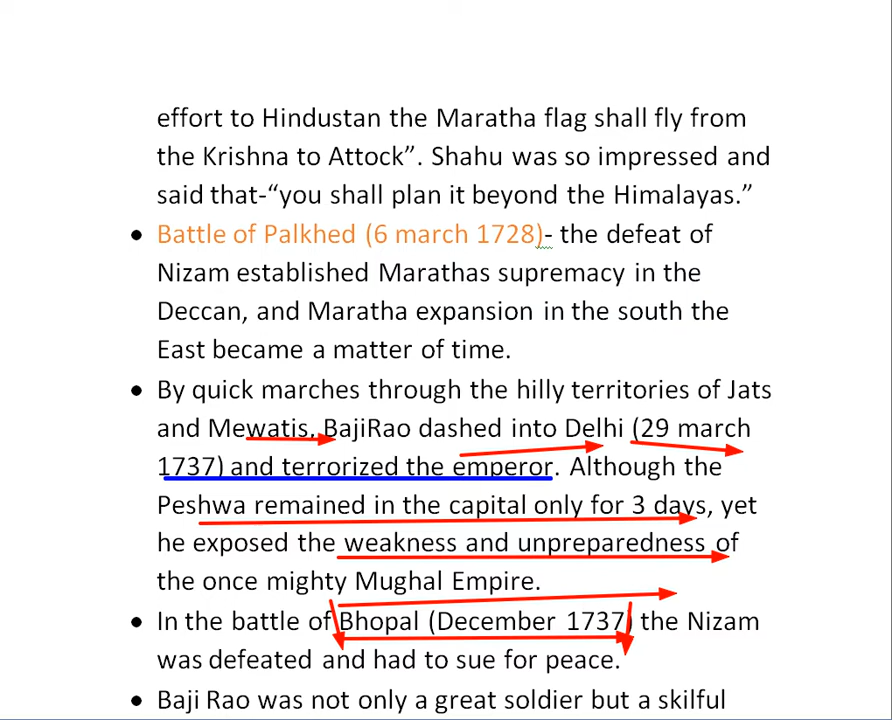 effort to Hindustan the Maratha flag shall fly from
the Krishna to Attock”. Shahu was so impressed and
said that-“you shall plan it beyond the Himalayas.”
• Battle of Palkhed (6 march 1728)- the defeat of
Nizam established Marathas supremacy in the
Deccan, and Maratha expansion in the south the
East became a matter of time.
• By quick marches through the hilly territories of Jats
and Mewatis, BajiRao dashed into Delhi (29 march
1737) and terrorized the emperor. Although the
Peshwa remained in the capital only for 3 days, yet
he exposed the weakness and unpreparedness of
the once mighty Mughal Empire.
• In the battle of Bhopal (December 1737) the Nizam
was defeated and had to sue for peace.
• Baji Rao was not only a great soldier but a skilful